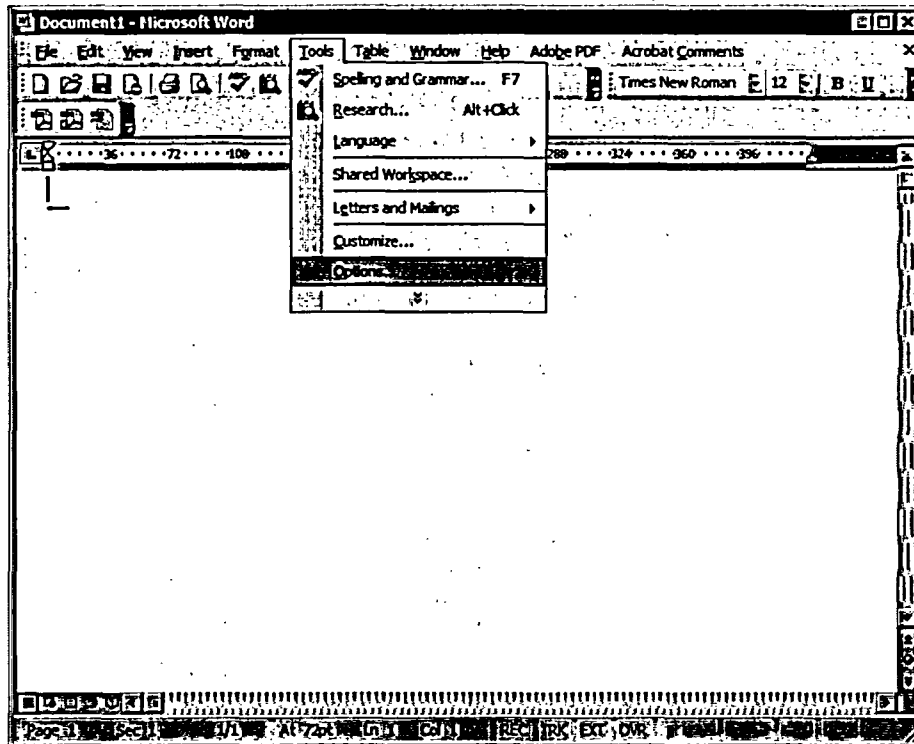 Document1 - Microsoft Word
File Edit View Insert Format Tools Table Window Help Adobe PDF Acrobat Comments
Times New Roman 12 B U
Spelling and Grammar... F7
Research... Alt+Click
Language
36 72 108 288 324 360 396
Shared Workspace...
Letters and Mailings
Customize...
Options...
Page 1 Sec 1 1/1 At 72pt Ln 1 Col 1 REC TRK EXT OVR